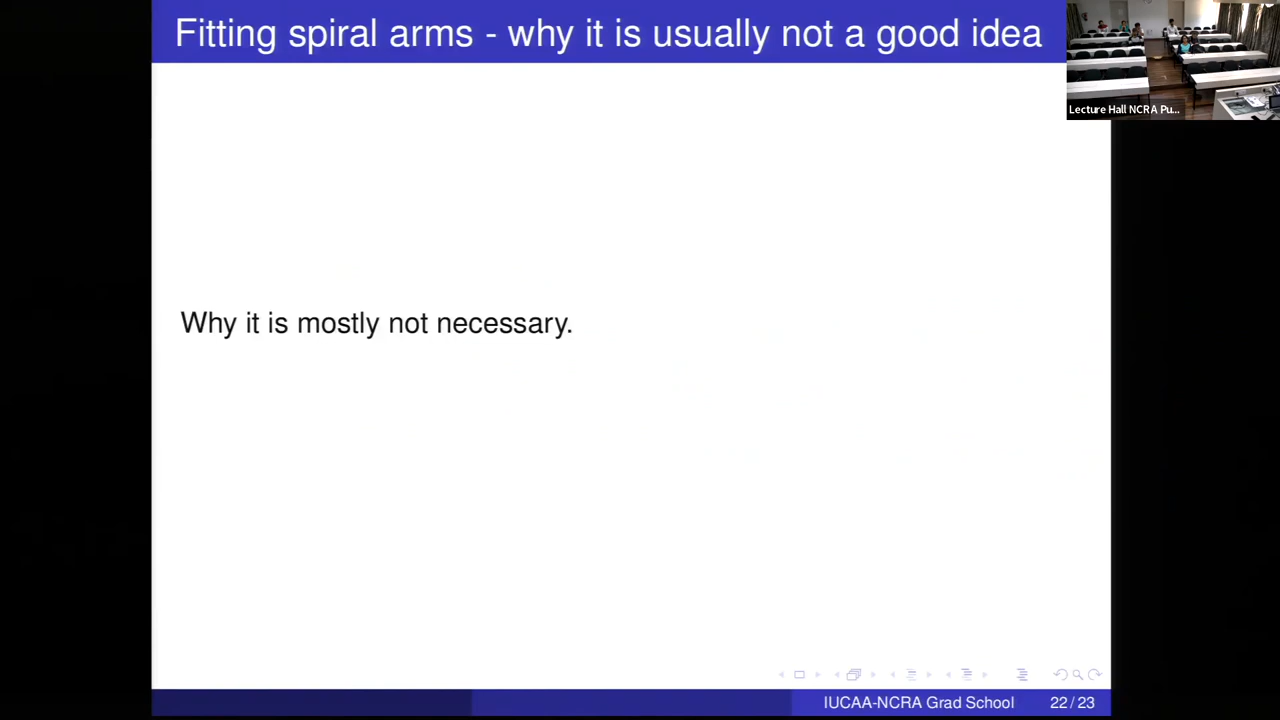 Fitting spiral arms - why it is usually not a good idea
Lecture Hall NCRA Pu...
Why it is mostly not necessary.
IUCAA-NCRA Grad School 22 / 23